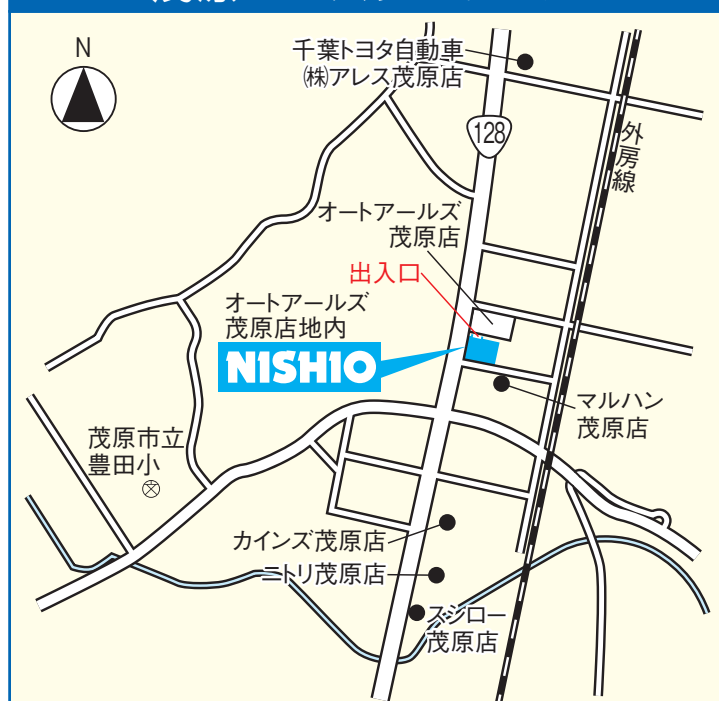 N
千葉トヨタ自動車
(株)アレス茂原店
128
外房線
オートアールズ
茂原店
出入口
オートアールズ
茂原店地内
NISHIO
マルハン
茂原店
茂原市立
豊田小
カインズ茂原店
ニトリ茂原店
スシロー
茂原店